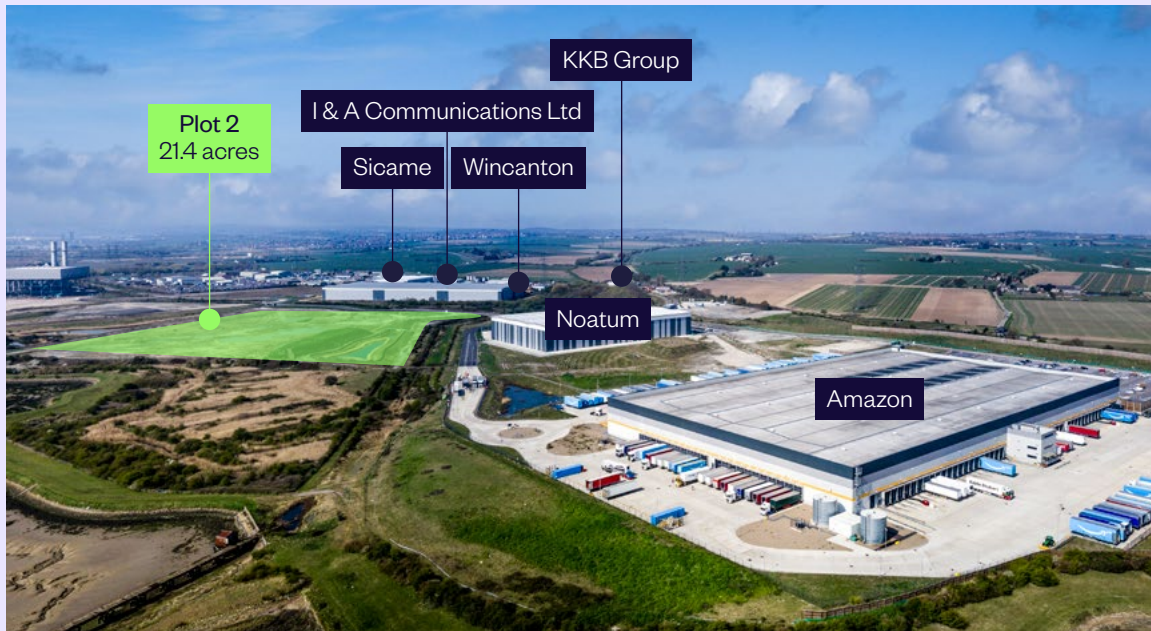 KKB Group
Plot 2
21.4 acres
I & A Communications Ltd
Sicame
Wincanton
Noatum
Amazon